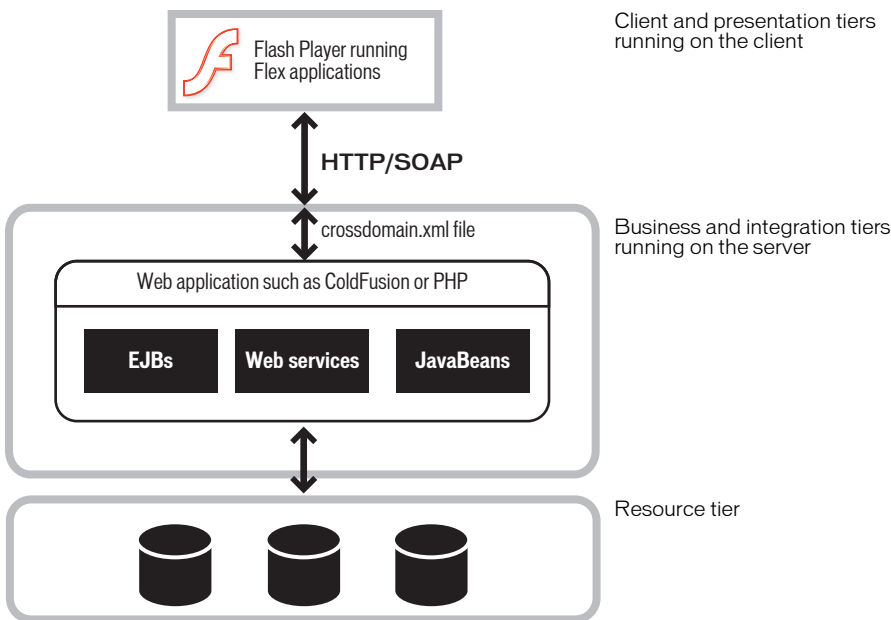 Flash Player running
Flex applications
Client and presentation tiers
running on the client
HTTP/SOAP
crossdomain.xml file
Business and integration tiers
running on the server
Web application such as ColdFusion or PHP
EJBs
Web services
JavaBeans
Resource tier